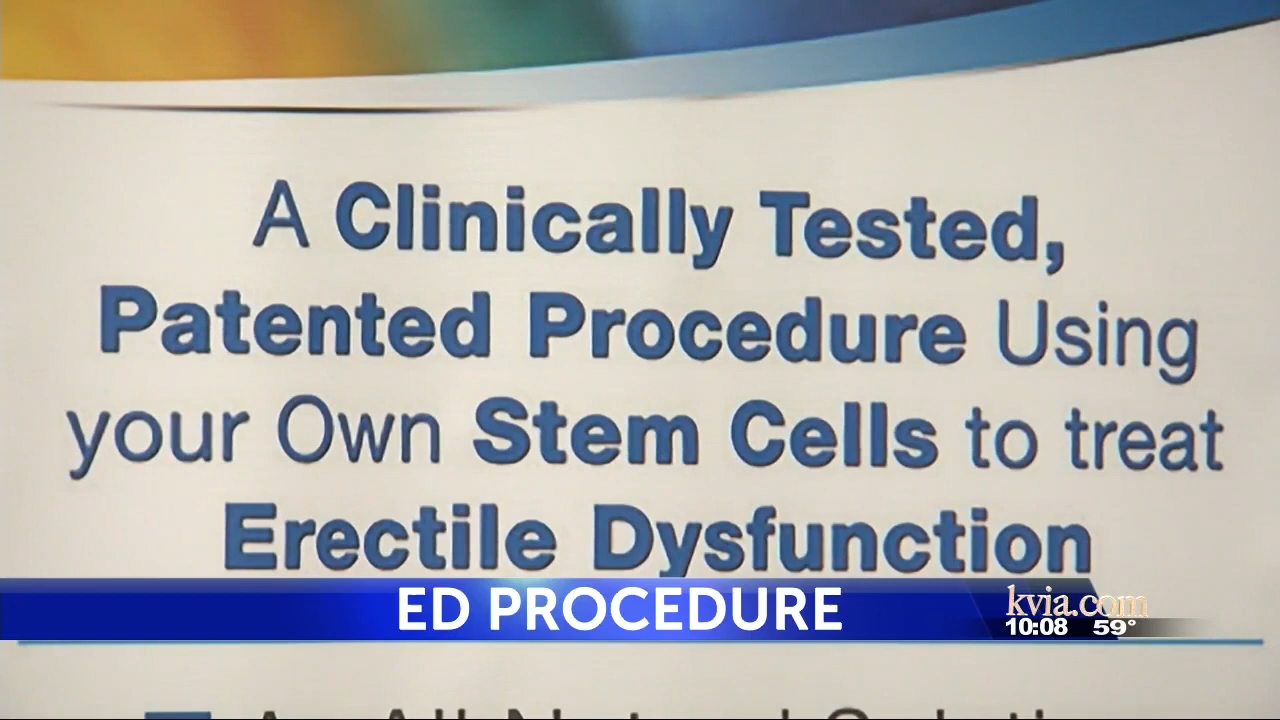 A Clinically Tested,
Patented Procedure Using
your Own Stem Cells to treat
Erectile Dysfunction
ED PROCEDURE
kvia.com
10:08 59°